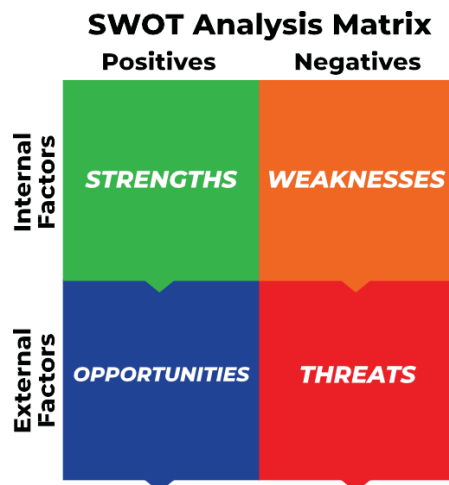 SWOT Analysis Matrix
Positives Negatives
Internal
Factors
STRENGTHS WEAKNESSES
External
Factors
OPPORTUNITIES THREATS